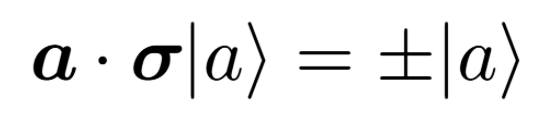 𝒂 · 𝝈|a⟩ = ±|a⟩